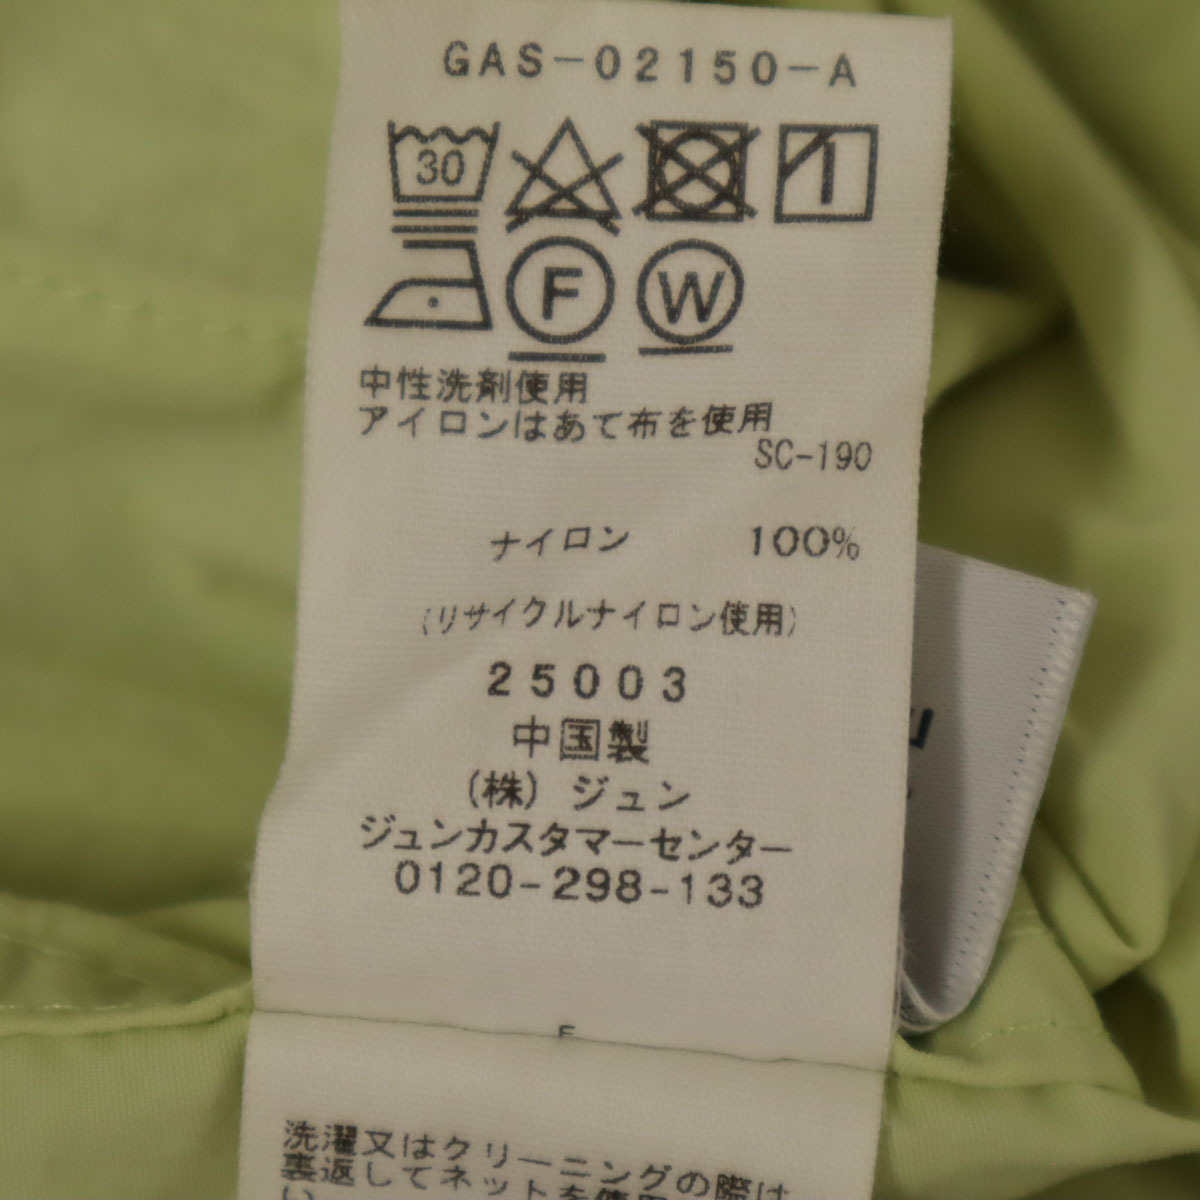 GAS-02150-A
30
F W
中性洗剤使用
アイロンはあて布を使用
SC-190
ナイロン 100%
(リサイクルナイロン使用)
25003
中国製
(株) ジュン
ジュンカスタマーセンター
0120-298-133
洗濯又はクリーニングの際は
裏返してネットを使用
い